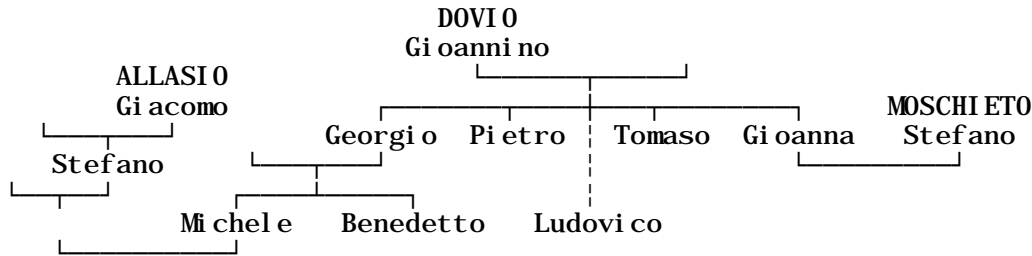 DOVIO
Gioannino
ALLASIO
Giacomo
MOSCHIETO
Georgio Pietro Tomaso Gioanna Stefano
Stefano
Michele Benedetto Ludovico